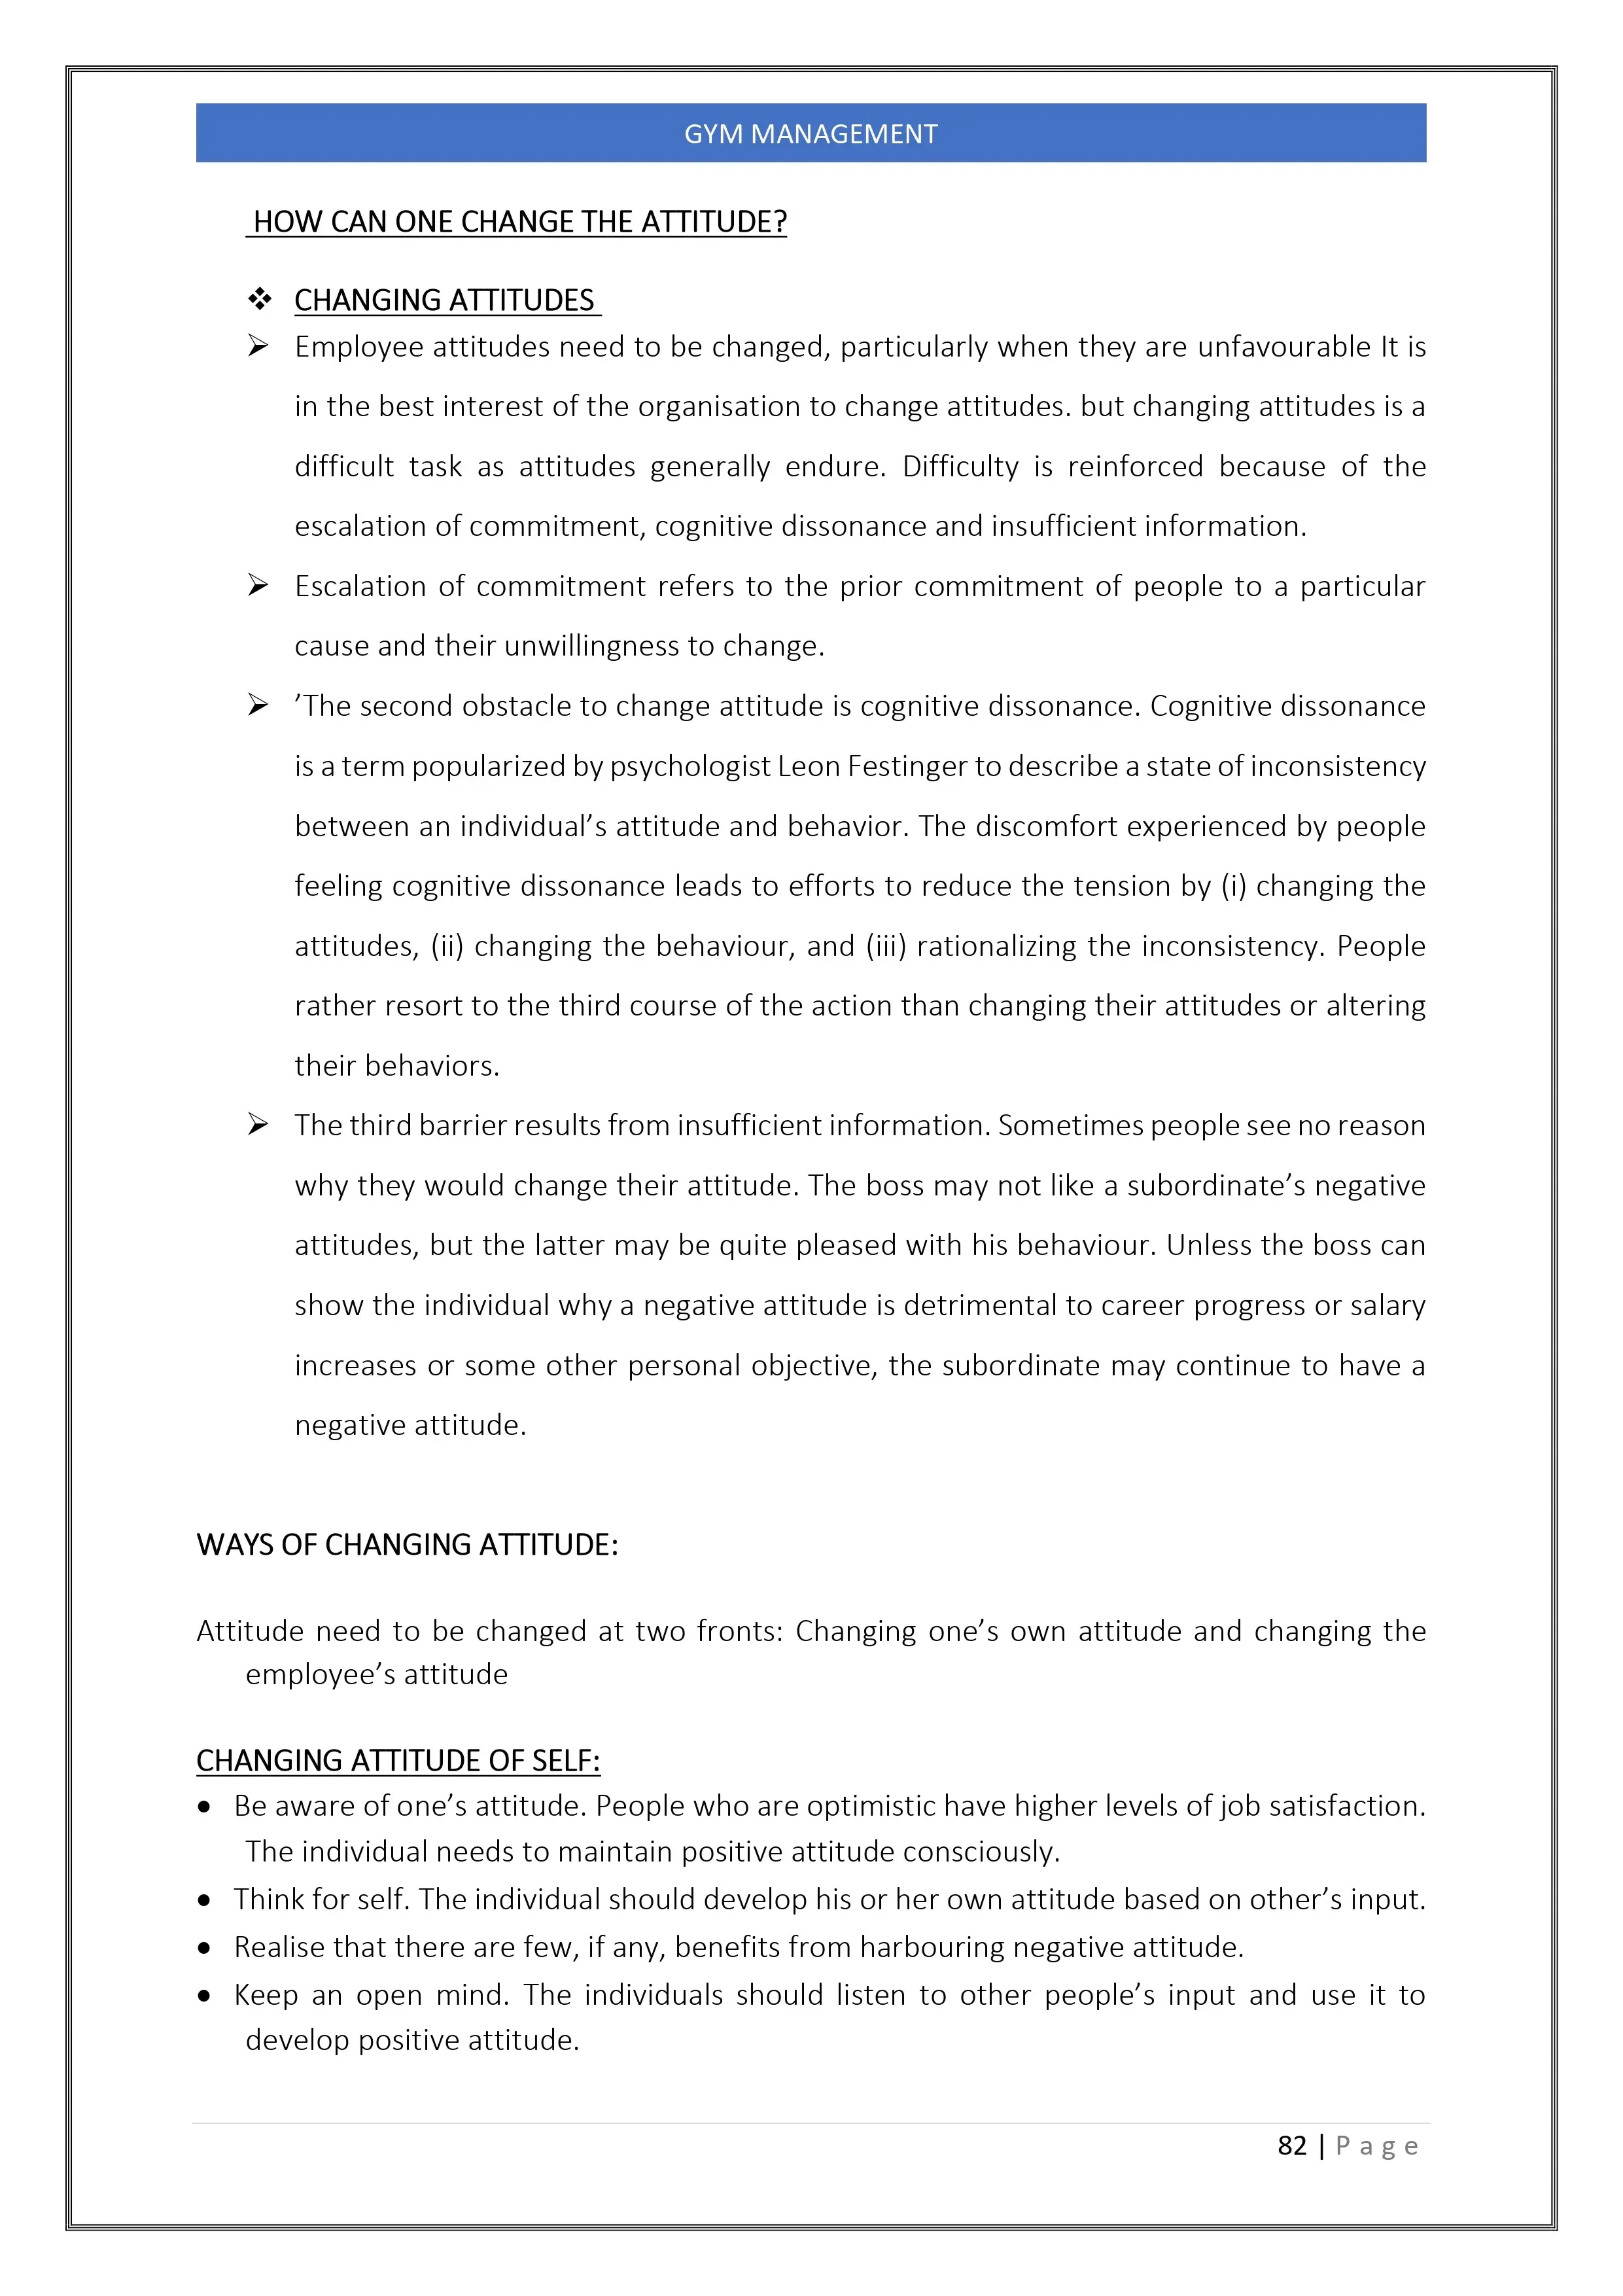 GYM MANAGEMENT
HOW CAN ONE CHANGE THE ATTITUDE?
❖ CHANGING ATTITUDES
➢ Employee attitudes need to be changed, particularly when they are unfavourable It is
in the best interest of the organisation to change attitudes. but changing attitudes is a
difficult task as attitudes generally endure. Difficulty is reinforced because of the
escalation of commitment, cognitive dissonance and insufficient information.
➢ Escalation of commitment refers to the prior commitment of people to a particular
cause and their unwillingness to change.
➢ ’The second obstacle to change attitude is cognitive dissonance. Cognitive dissonance
is a term popularized by psychologist Leon Festinger to describe a state of inconsistency
between an individual’s attitude and behavior. The discomfort experienced by people
feeling cognitive dissonance leads to efforts to reduce the tension by (i) changing the
attitudes, (ii) changing the behaviour, and (iii) rationalizing the inconsistency. People
rather resort to the third course of the action than changing their attitudes or altering
their behaviors.
➢ The third barrier results from insufficient information. Sometimes people see no reason
why they would change their attitude. The boss may not like a subordinate’s negative
attitudes, but the latter may be quite pleased with his behaviour. Unless the boss can
show the individual why a negative attitude is detrimental to career progress or salary
increases or some other personal objective, the subordinate may continue to have a
negative attitude.
WAYS OF CHANGING ATTITUDE:
Attitude need to be changed at two fronts: Changing one’s own attitude and changing the
employee’s attitude
CHANGING ATTITUDE OF SELF:
• Be aware of one’s attitude. People who are optimistic have higher levels of job satisfaction.
The individual needs to maintain positive attitude consciously.
• Think for self. The individual should develop his or her own attitude based on other’s input.
• Realise that there are few, if any, benefits from harbouring negative attitude.
• Keep an open mind. The individuals should listen to other people’s input and use it to
develop positive attitude.
82 | P a g e